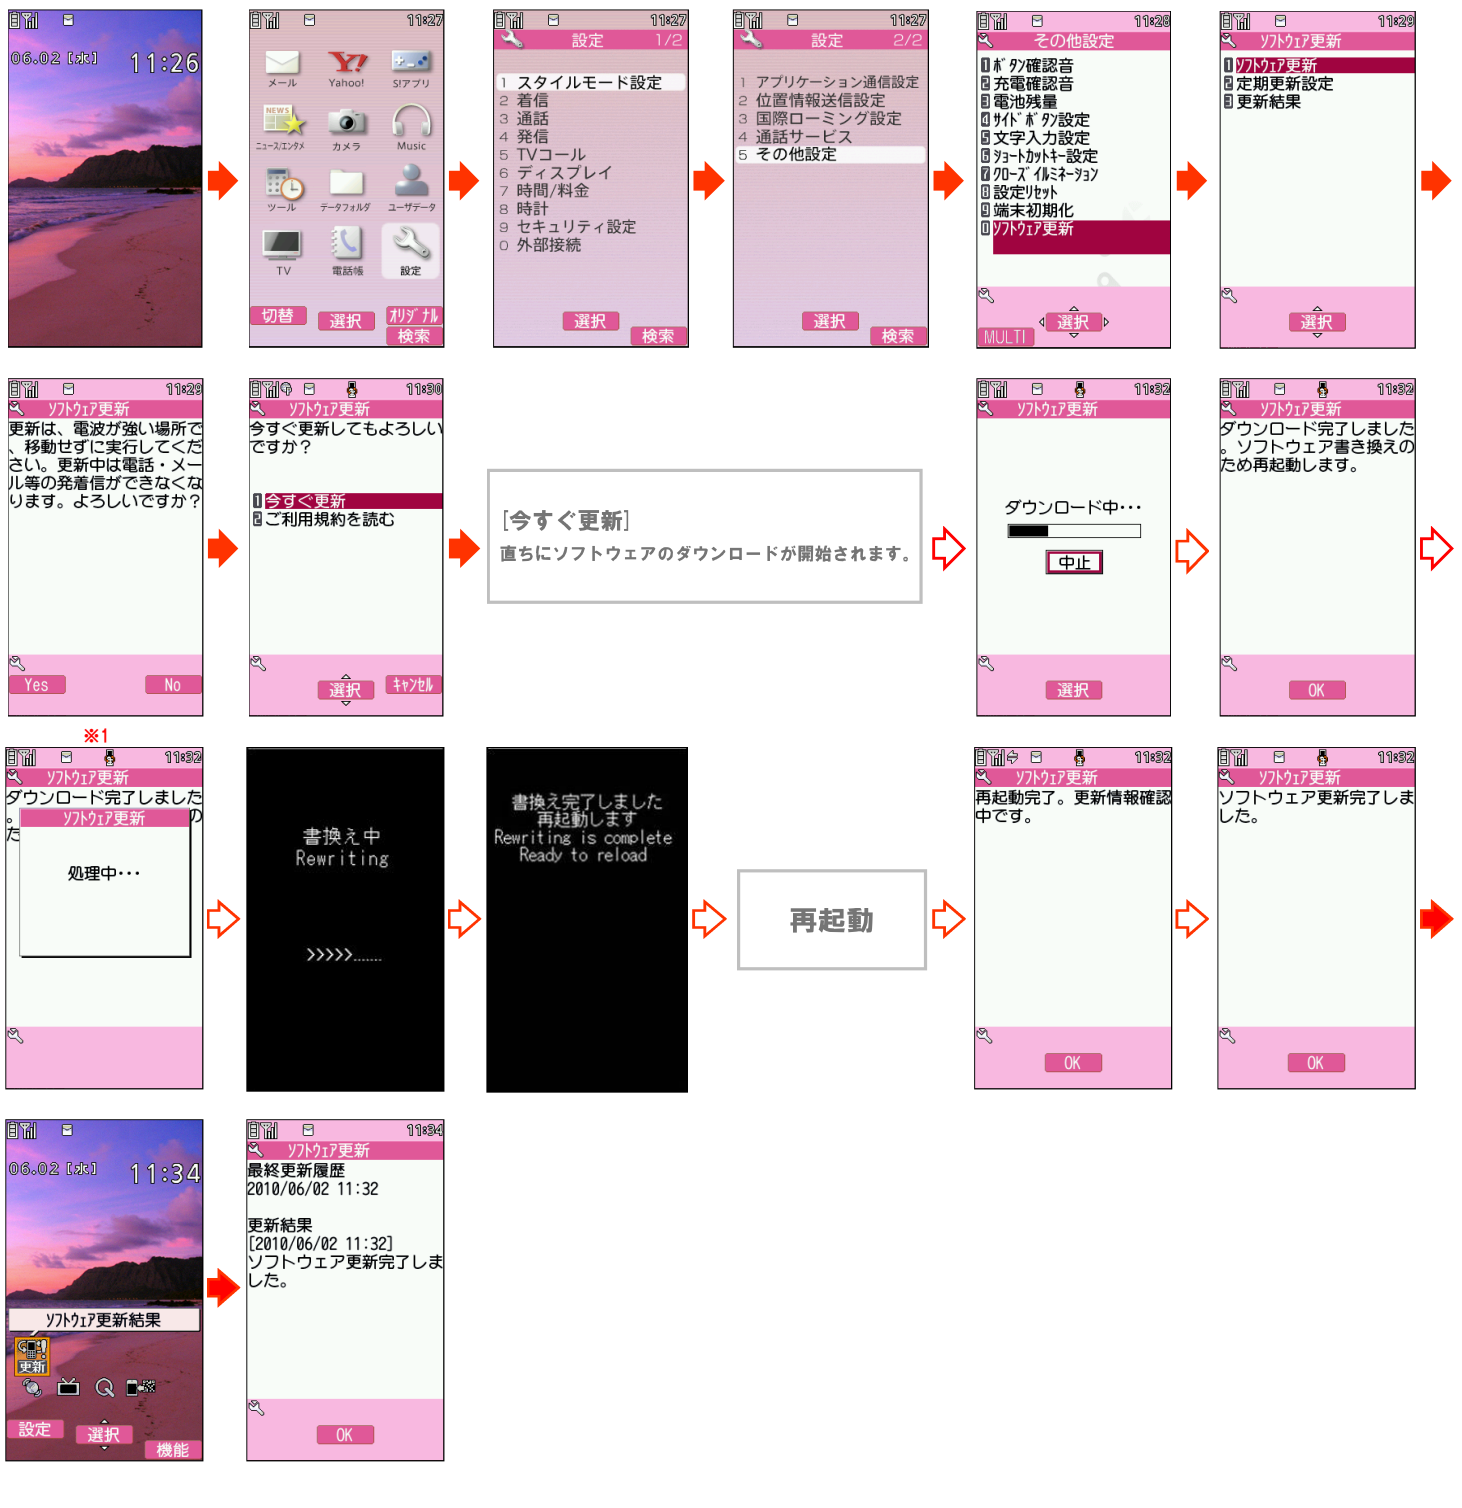 06.02 [水] 11:26
11:27
メール
Yahoo!
S!アプリ
NEWS
ニュース/エンタメ
カメラ
Music
ツール
データフォルダ
ユーザデータ
TV
電話帳
設定
切替
選択
ｵﾘｼﾞﾅﾙ
検索
11:27
設定 1/2
1 スタイルモード設定
2 着信
3 通話
4 発信
5 TVコール
6 ディスプレイ
7 時間/料金
8 時計
9 セキュリティ設定
0 外部接続
選択
検索
11:27
設定 2/2
1 アプリケーション通信設定
2 位置情報送信設定
3 国際ローミング設定
4 通話サービス
5 その他設定
選択
検索
11:28
その他設定
1 ﾎﾞﾀﾝ確認音
2 充電確認音
3 電池残量
4 ｻｲﾄﾞﾎﾞﾀﾝ設定
5 文字入力設定
6 ｼｮｰﾄｶｯﾄｷｰ設定
7 ｸﾛｰｽﾞｲﾙﾐﾈｰｼｮﾝ
8 設定ﾘｾｯﾄ
9 端末初期化
0 ｿﾌﾄｳｪｱ更新
選択
MULTI
11:29
ｿﾌﾄｳｪｱ更新
1 ｿﾌﾄｳｪｱ更新
2 定期更新設定
3 更新結果
選択
11:29
ｿﾌﾄｳｪｱ更新
更新は、電波が強い場所で
、移動せずに実行してくだ
さい。更新中は電話・メー
ル等の発着信ができなくな
ります。よろしいですか？
Yes
No
11:30
ｿﾌﾄｳｪｱ更新
今すぐ更新してもよろしい
ですか？
1 今すぐ更新
2 ご利用規約を読む
選択
ｷｬﾝｾﾙ
[今すぐ更新]
直ちにソフトウェアのダウンロードが開始されます。
11:32
ｿﾌﾄｳｪｱ更新
ダウンロード中･･･
中止
選択
11:32
ｿﾌﾄｳｪｱ更新
ダウンロード完了しました
。ソフトウェア書き換えの
ため再起動します。
OK
※1
11:32
ｿﾌﾄｳｪｱ更新
ダウンロード完了しました
。 の
た
ｿﾌﾄｳｪｱ更新
処理中･･･
書換え中
Rewriting
>>>>>.......
書換え完了しました
再起動します
Rewriting is complete
Ready to reload
再起動
11:32
ｿﾌﾄｳｪｱ更新
再起動完了。更新情報確認
中です。
OK
11:32
ｿﾌﾄｳｪｱ更新
ソフトウェア更新完了しま
した。
OK
06.02 [水] 11:34
ｿﾌﾄｳｪｱ更新結果
更新
設定
選択
機能
11:34
ｿﾌﾄｳｪｱ更新
最終更新履歴
2010/06/02 11:32
更新結果
[2010/06/02 11:32]
ソフトウェア更新完了しま
した。
OK